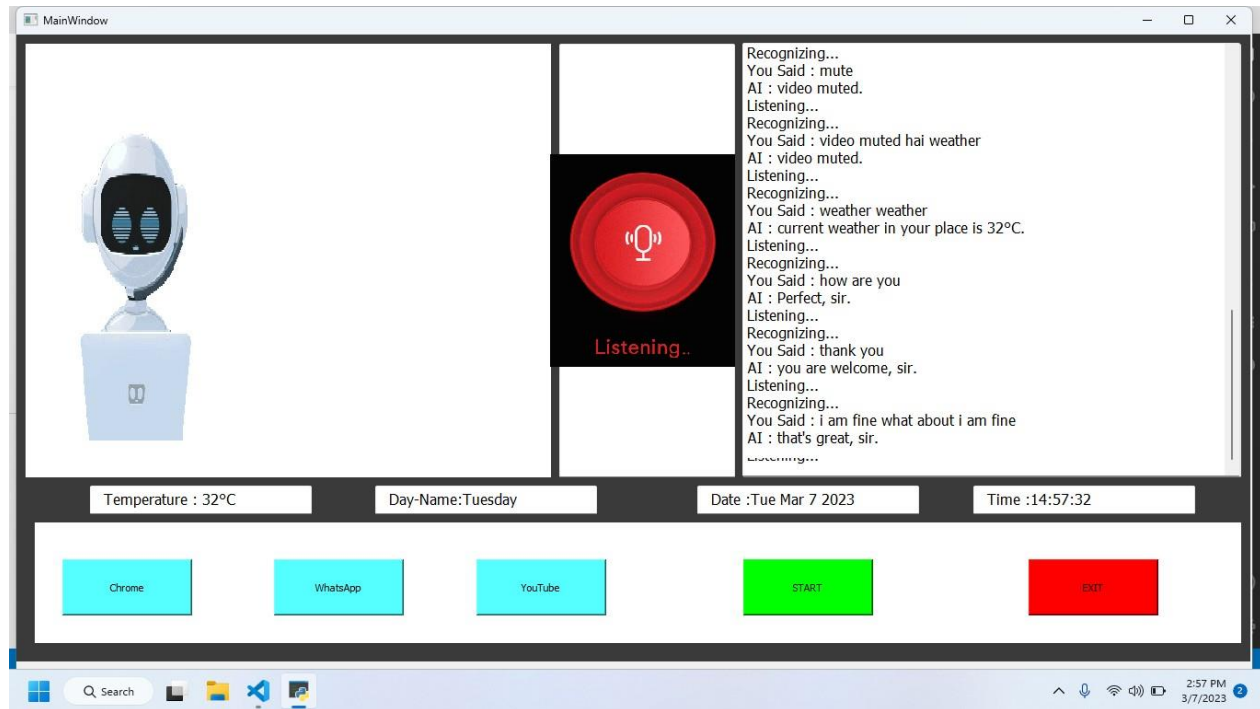 MainWindow
Recognizing...
You Said : mute
AI : video muted.
Listening...
Recognizing...
You Said : video muted hai weather
AI : video muted.
Listening...
Recognizing...
You Said : weather weather
AI : current weather in your place is 32°C.
Listening...
Recognizing...
You Said : how are you
AI : Perfect, sir.
Listening...
Recognizing...
You Said : thank you
AI : you are welcome, sir.
Listening...
Recognizing...
You Said : i am fine what about i am fine
AI : that's great, sir.
Listening...
Listening..
Temperature : 32°C
Day-Name:Tuesday
Date :Tue Mar 7 2023
Time :14:57:32
Chrome
WhatsApp
YouTube
START
EXIT
Search
2:57 PM
3/7/2023
2